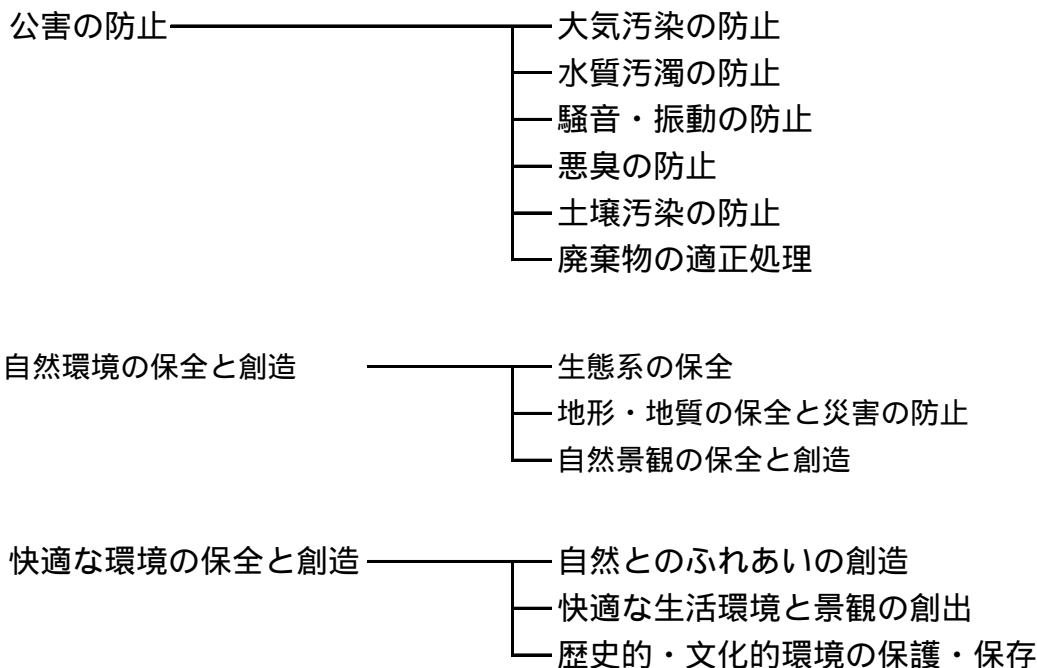 公害の防止
大気汚染の防止
水質汚濁の防止
騒音・振動の防止
悪臭の防止
土壌汚染の防止
廃棄物の適正処理
自然環境の保全と創造
生態系の保全
地形・地質の保全と災害の防止
自然景観の保全と創造
快適な環境の保全と創造
自然とのふれあいの創造
快適な生活環境と景観の創出
歴史的・文化的環境の保護・保存